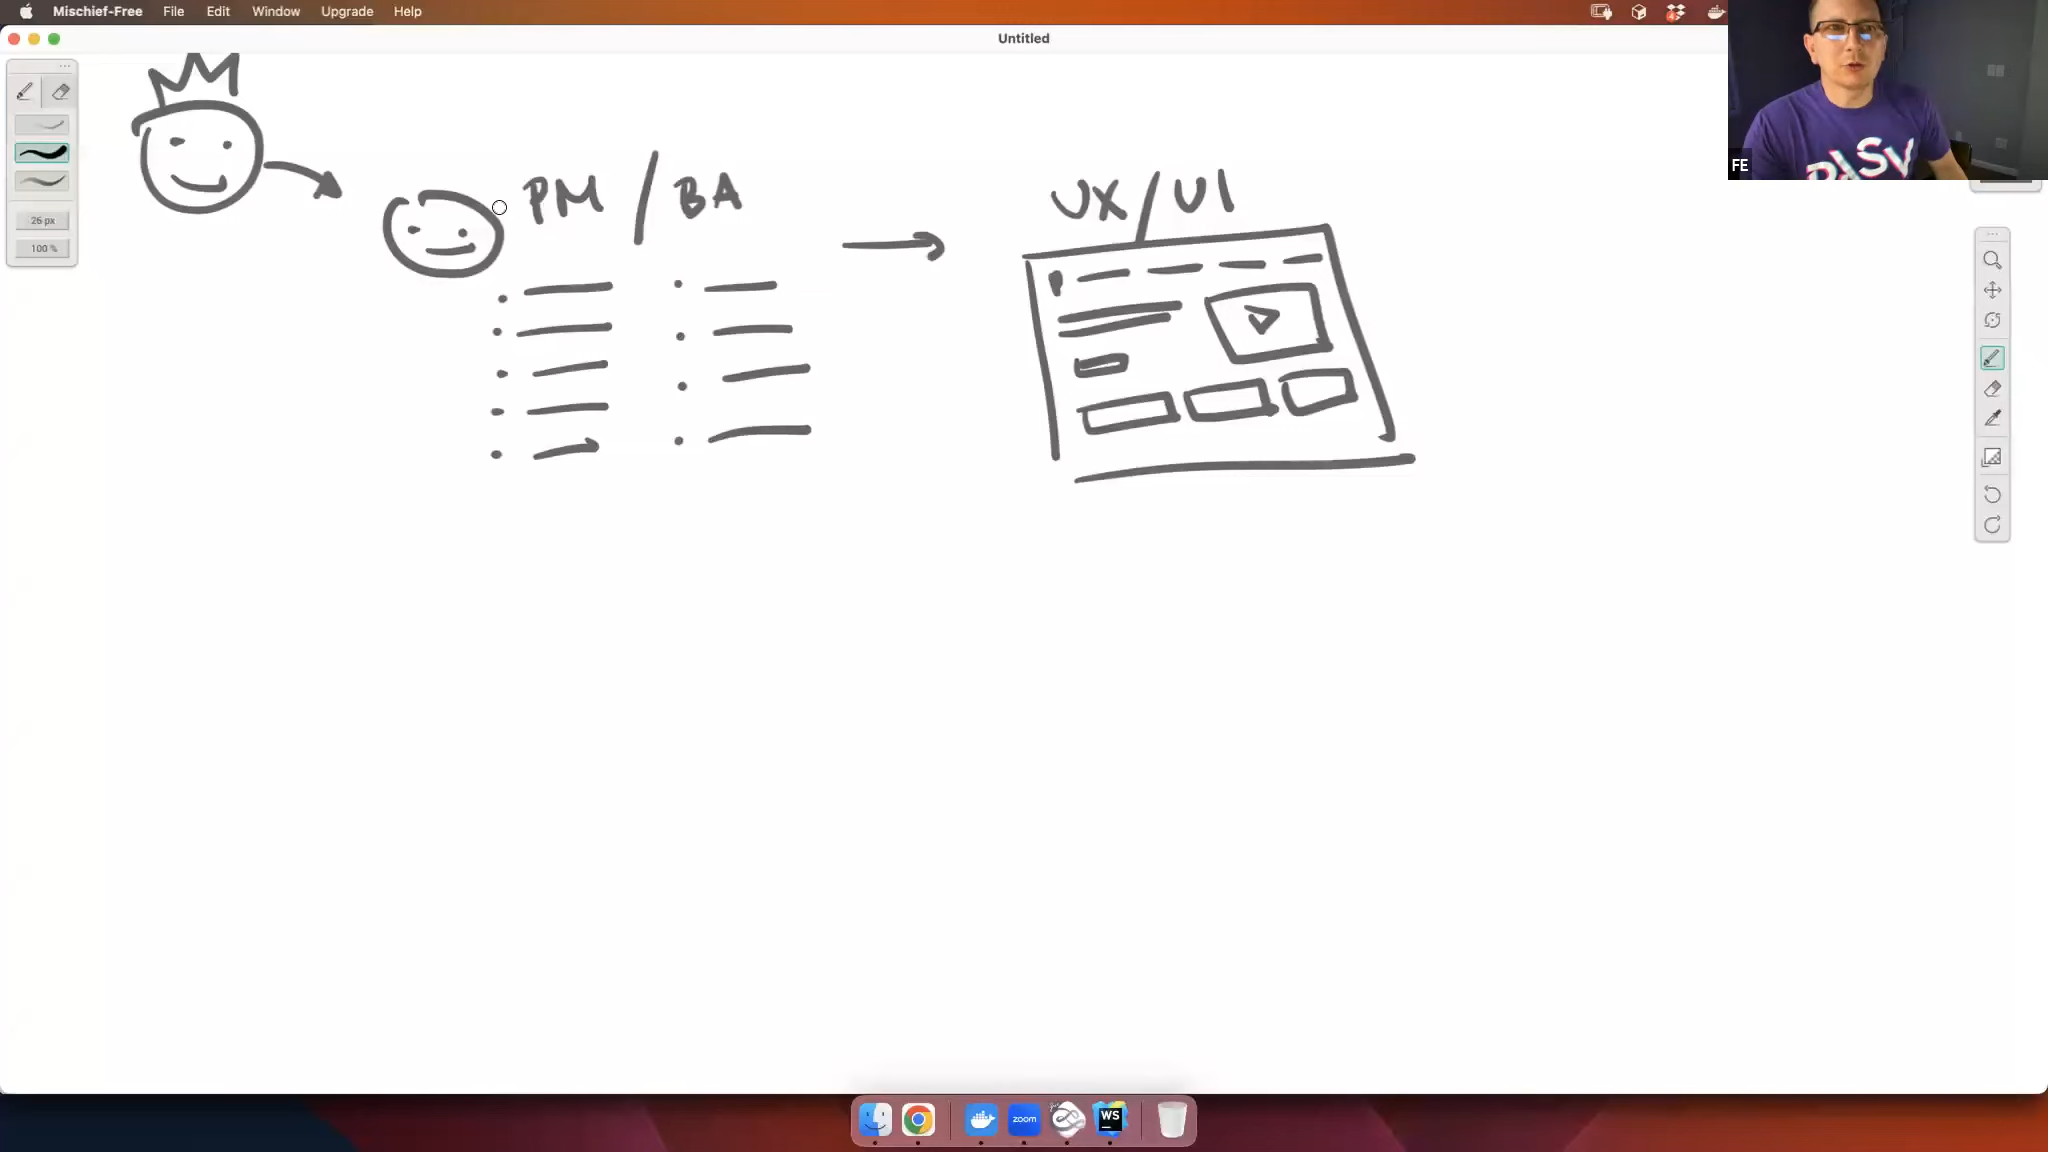 Mischief-Free File Edit Window Upgrade Help
Untitled
FE
26 px
100 %
PM / BA
UX / UI
zoom
WS